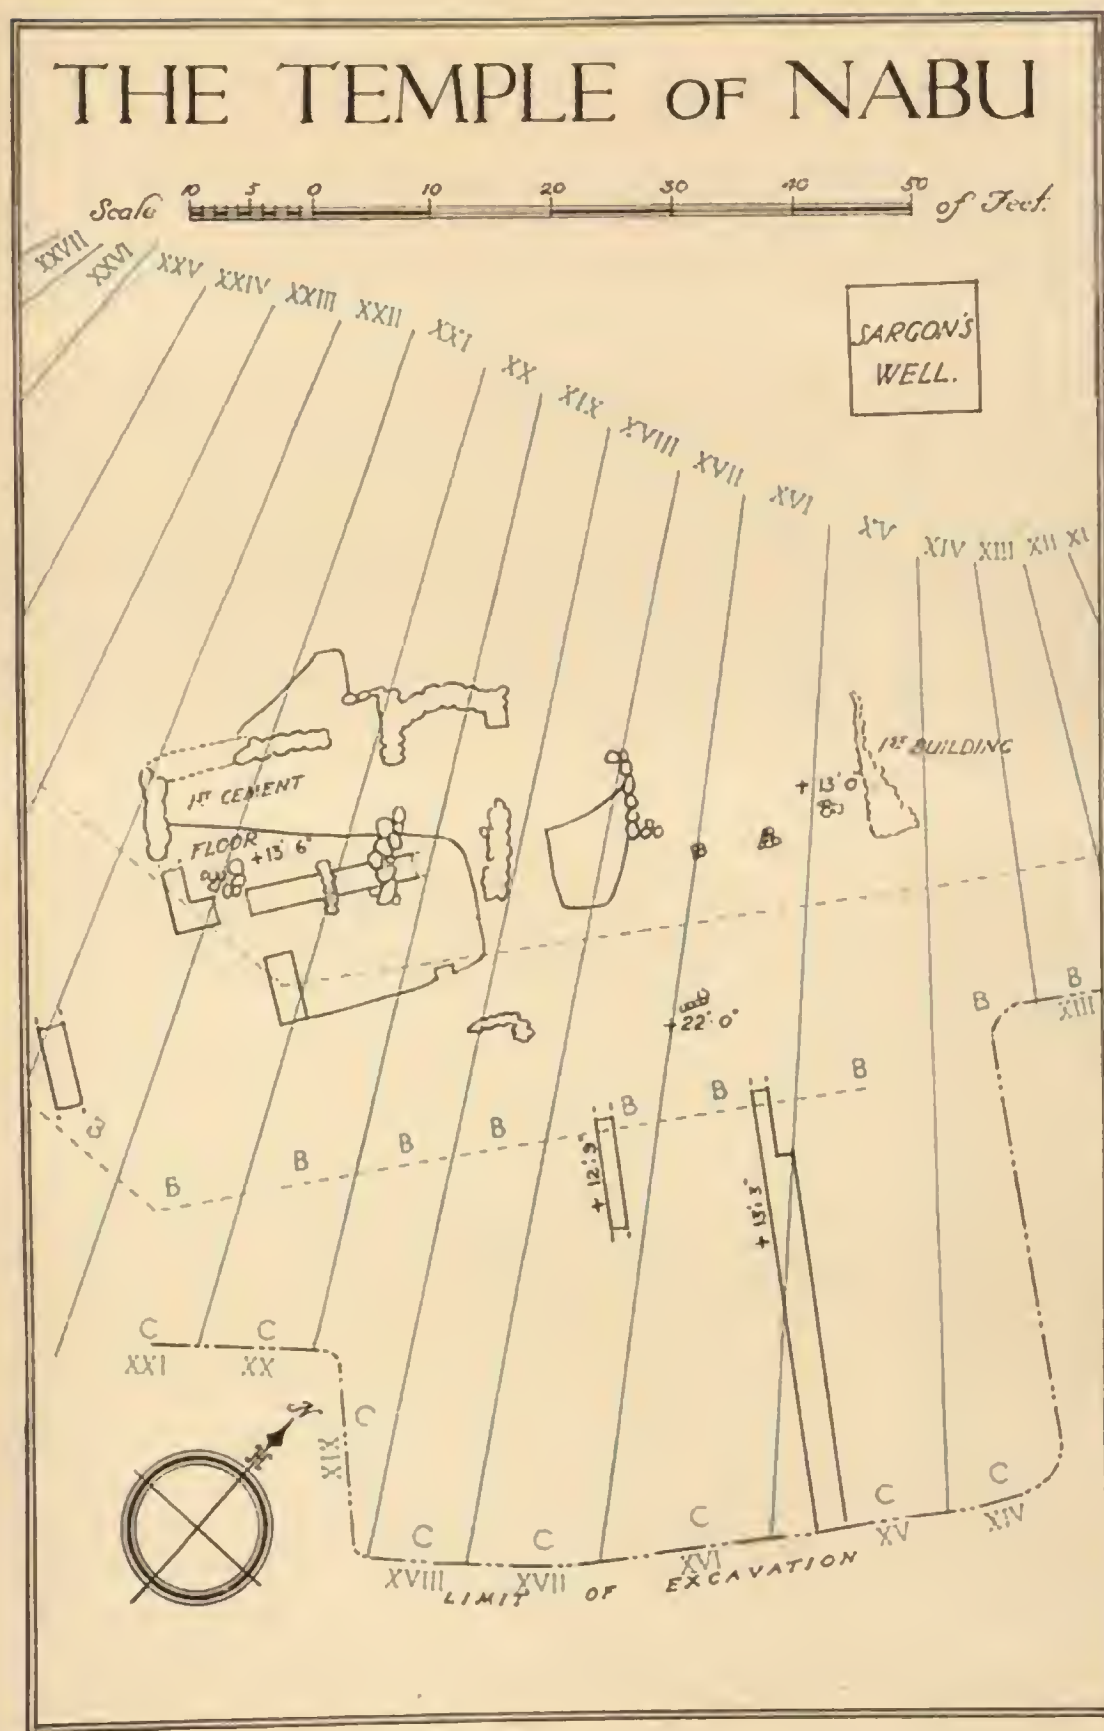 THE TEMPLE OF NABU
10 5 0 10 20 30 40 50
Scale of Feet.
XXVII
XXVI
XXV
XXIV
XXIII
XXII
XXI
XX
XIX
XVIII
XVII
XVI
XV
XIV
XIII
XII
XI
SARGON'S
WELL.
1ST BUILDING
+ 13' 0"
1ST CEMENT
FLOOR
+13' 6"
+22'. 0"
B
B
XIII
B
B
B
B
B
B
B
B
+ 12'. 9"
+ 13'. 3"
C
XXI
C
XX
C
XIX
N
C
XVIII
C
XVII
C
XVI
C
XV
C
XIV
LIMIT OF EXCAVATION